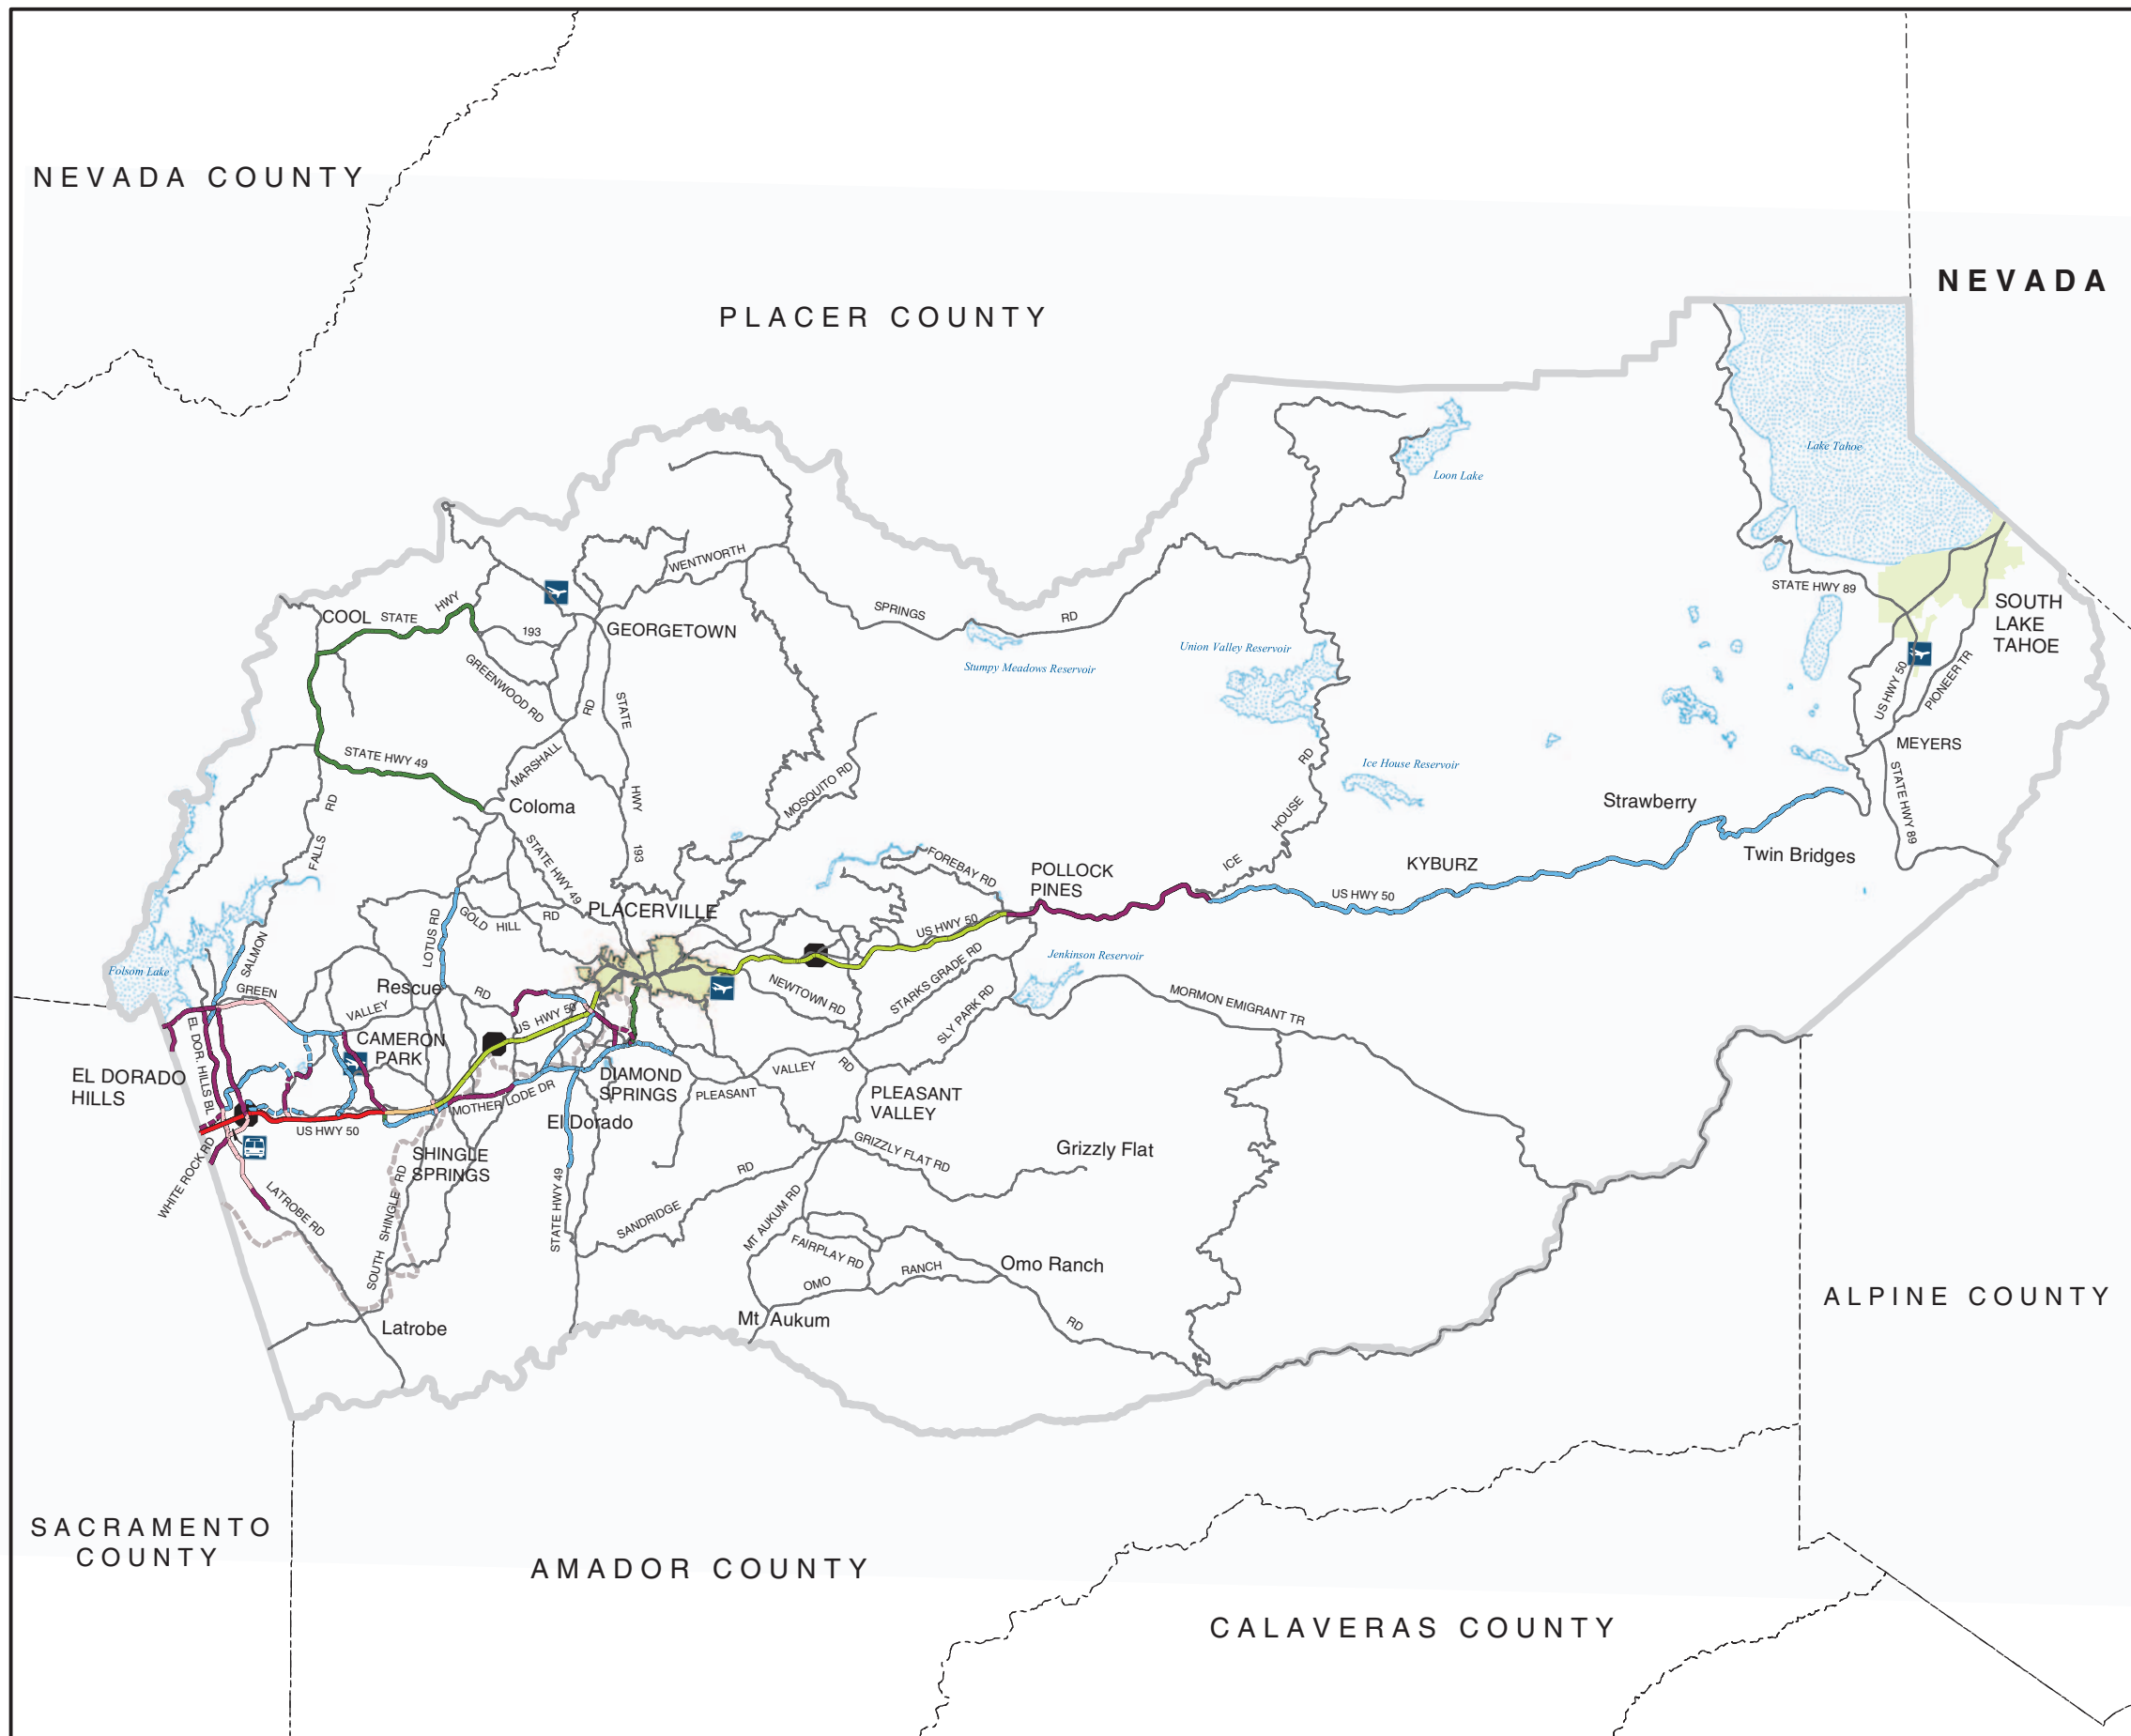 NEVADA COUNTY
NEVADA
PLACER COUNTY
Lake Tahoe
Loon Lake
WENTWORTH
SPRINGS
RD
STATE HWY 89
COOL
STATE
HWY
193
GEORGETOWN
SOUTH
LAKE
TAHOE
Stumpy Meadows Reservoir
Union Valley Reservoir
GREENWOOD RD
RD
STATE
US HWY 50
PIONEER TR
MEYERS
STATE HWY 49
MARSHALL
HWY
MOSQUITO RD
RD
Ice House Reservoir
STATE HWY 89
Coloma
RD
FALLS
HOUSE
Strawberry
STATE HWY 49
193
FOREBAY RD
POLLOCK
PINES
ICE
KYBURZ
Twin Bridges
US HWY 50
PLACERVILLE
GOLD
HILL
RD
LOTUS RD
US HWY 50
SALMON
Folsom Lake
STARKS GRADE RD
Jenkinson Reservoir
GREEN
Rescue
RD
NEWTOWN RD
MORMON EMIGRANT TR
VALLEY
US HWY 50
SLY PARK RD
EL DOR. HILLS BL
CAMERON
PARK
EL DORADO
HILLS
DIAMOND
SPRINGS
VALLEY
RD
PLEASANT
PLEASANT
VALLEY
MOTHER LODE DR
El Dorado
US HWY 50
WHITE ROCK RD
SHINGLE
SPRINGS
GRIZZLY FLAT RD
Grizzly Flat
LATROBE RD
SOUTH SHINGLE RD
STATE HWY 49
SANDRIDGE
RD
MT AUKUM RD
FAIRPLAY RD
OMO
RANCH
Omo Ranch
RD
Latrobe
Mt Aukum
ALPINE COUNTY
SACRAMENTO
COUNTY
AMADOR COUNTY
CALAVERAS COUNTY